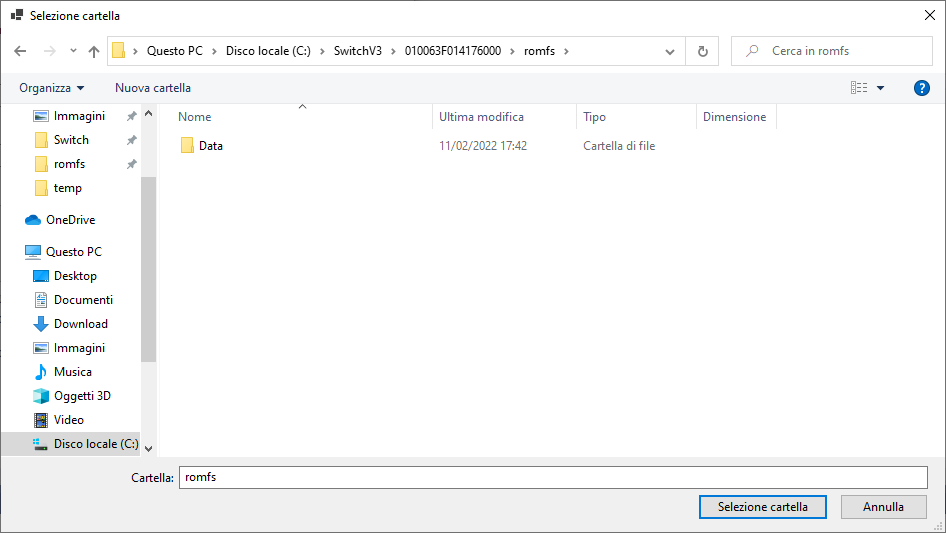 Selezione cartella
Questo PC > Disco locale (C:) > SwitchV3 > 010063F014176000 > romfs >
Cerca in romfs
Organizza
Nuova cartella
?
Immagini
Switch
romfs
temp
OneDrive
Questo PC
Desktop
Documenti
Download
Immagini
Musica
Oggetti 3D
Video
Disco locale (C:)
Nome Ultima modifica Tipo Dimensione
Data 11/02/2022 17:42 Cartella di file
Cartella: romfs
Selezione cartella Annulla